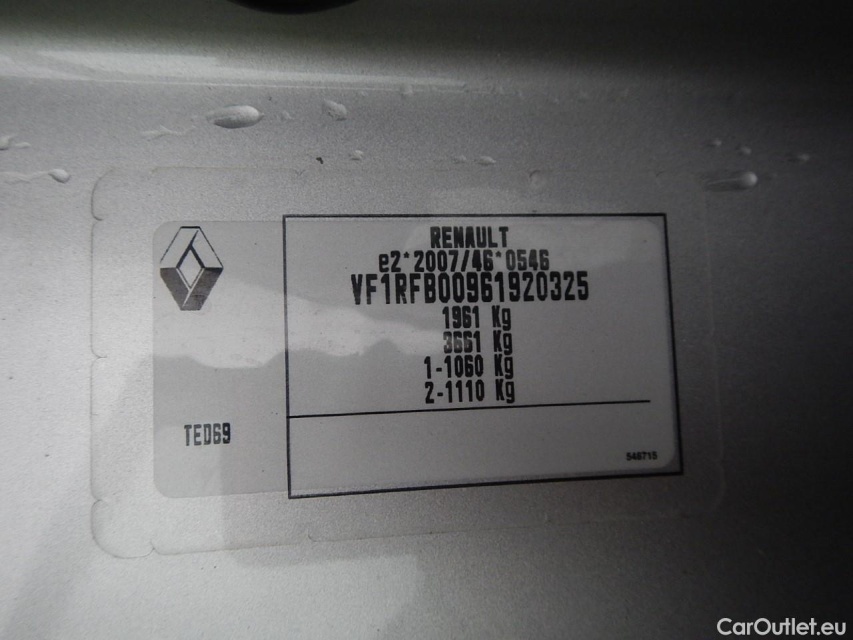 RENAULT
e2*2007/46*0546
VF1RFB00961920325
1961 Kg
3661 Kg
1-1060 Kg
2-1110 Kg
TED69
548715
CarOutlet.eu